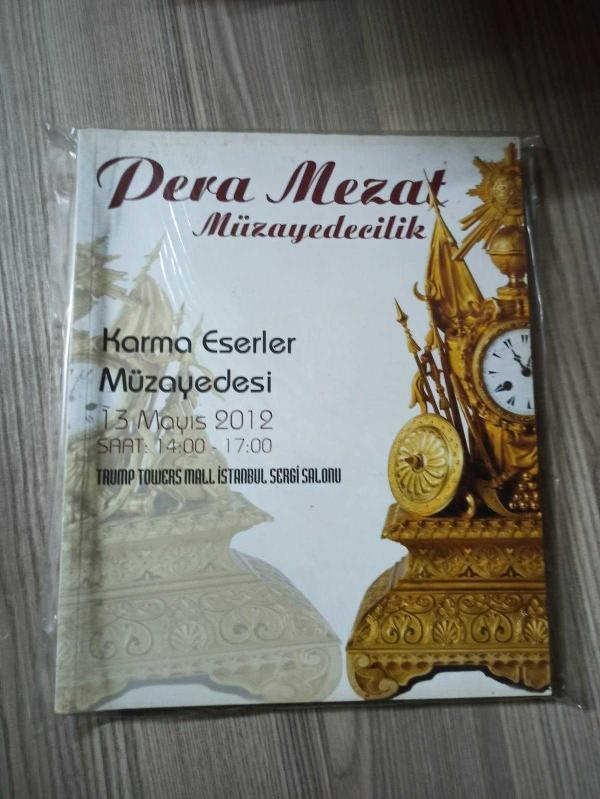 Pera Mezat
Müzayedecilik
Karma Eserler
Müzayedesi
13 Mayıs 2012
SAAT: 14:00 - 17:00
TRUMP TOWERS MALL İSTANBUL SERGİ SALONU